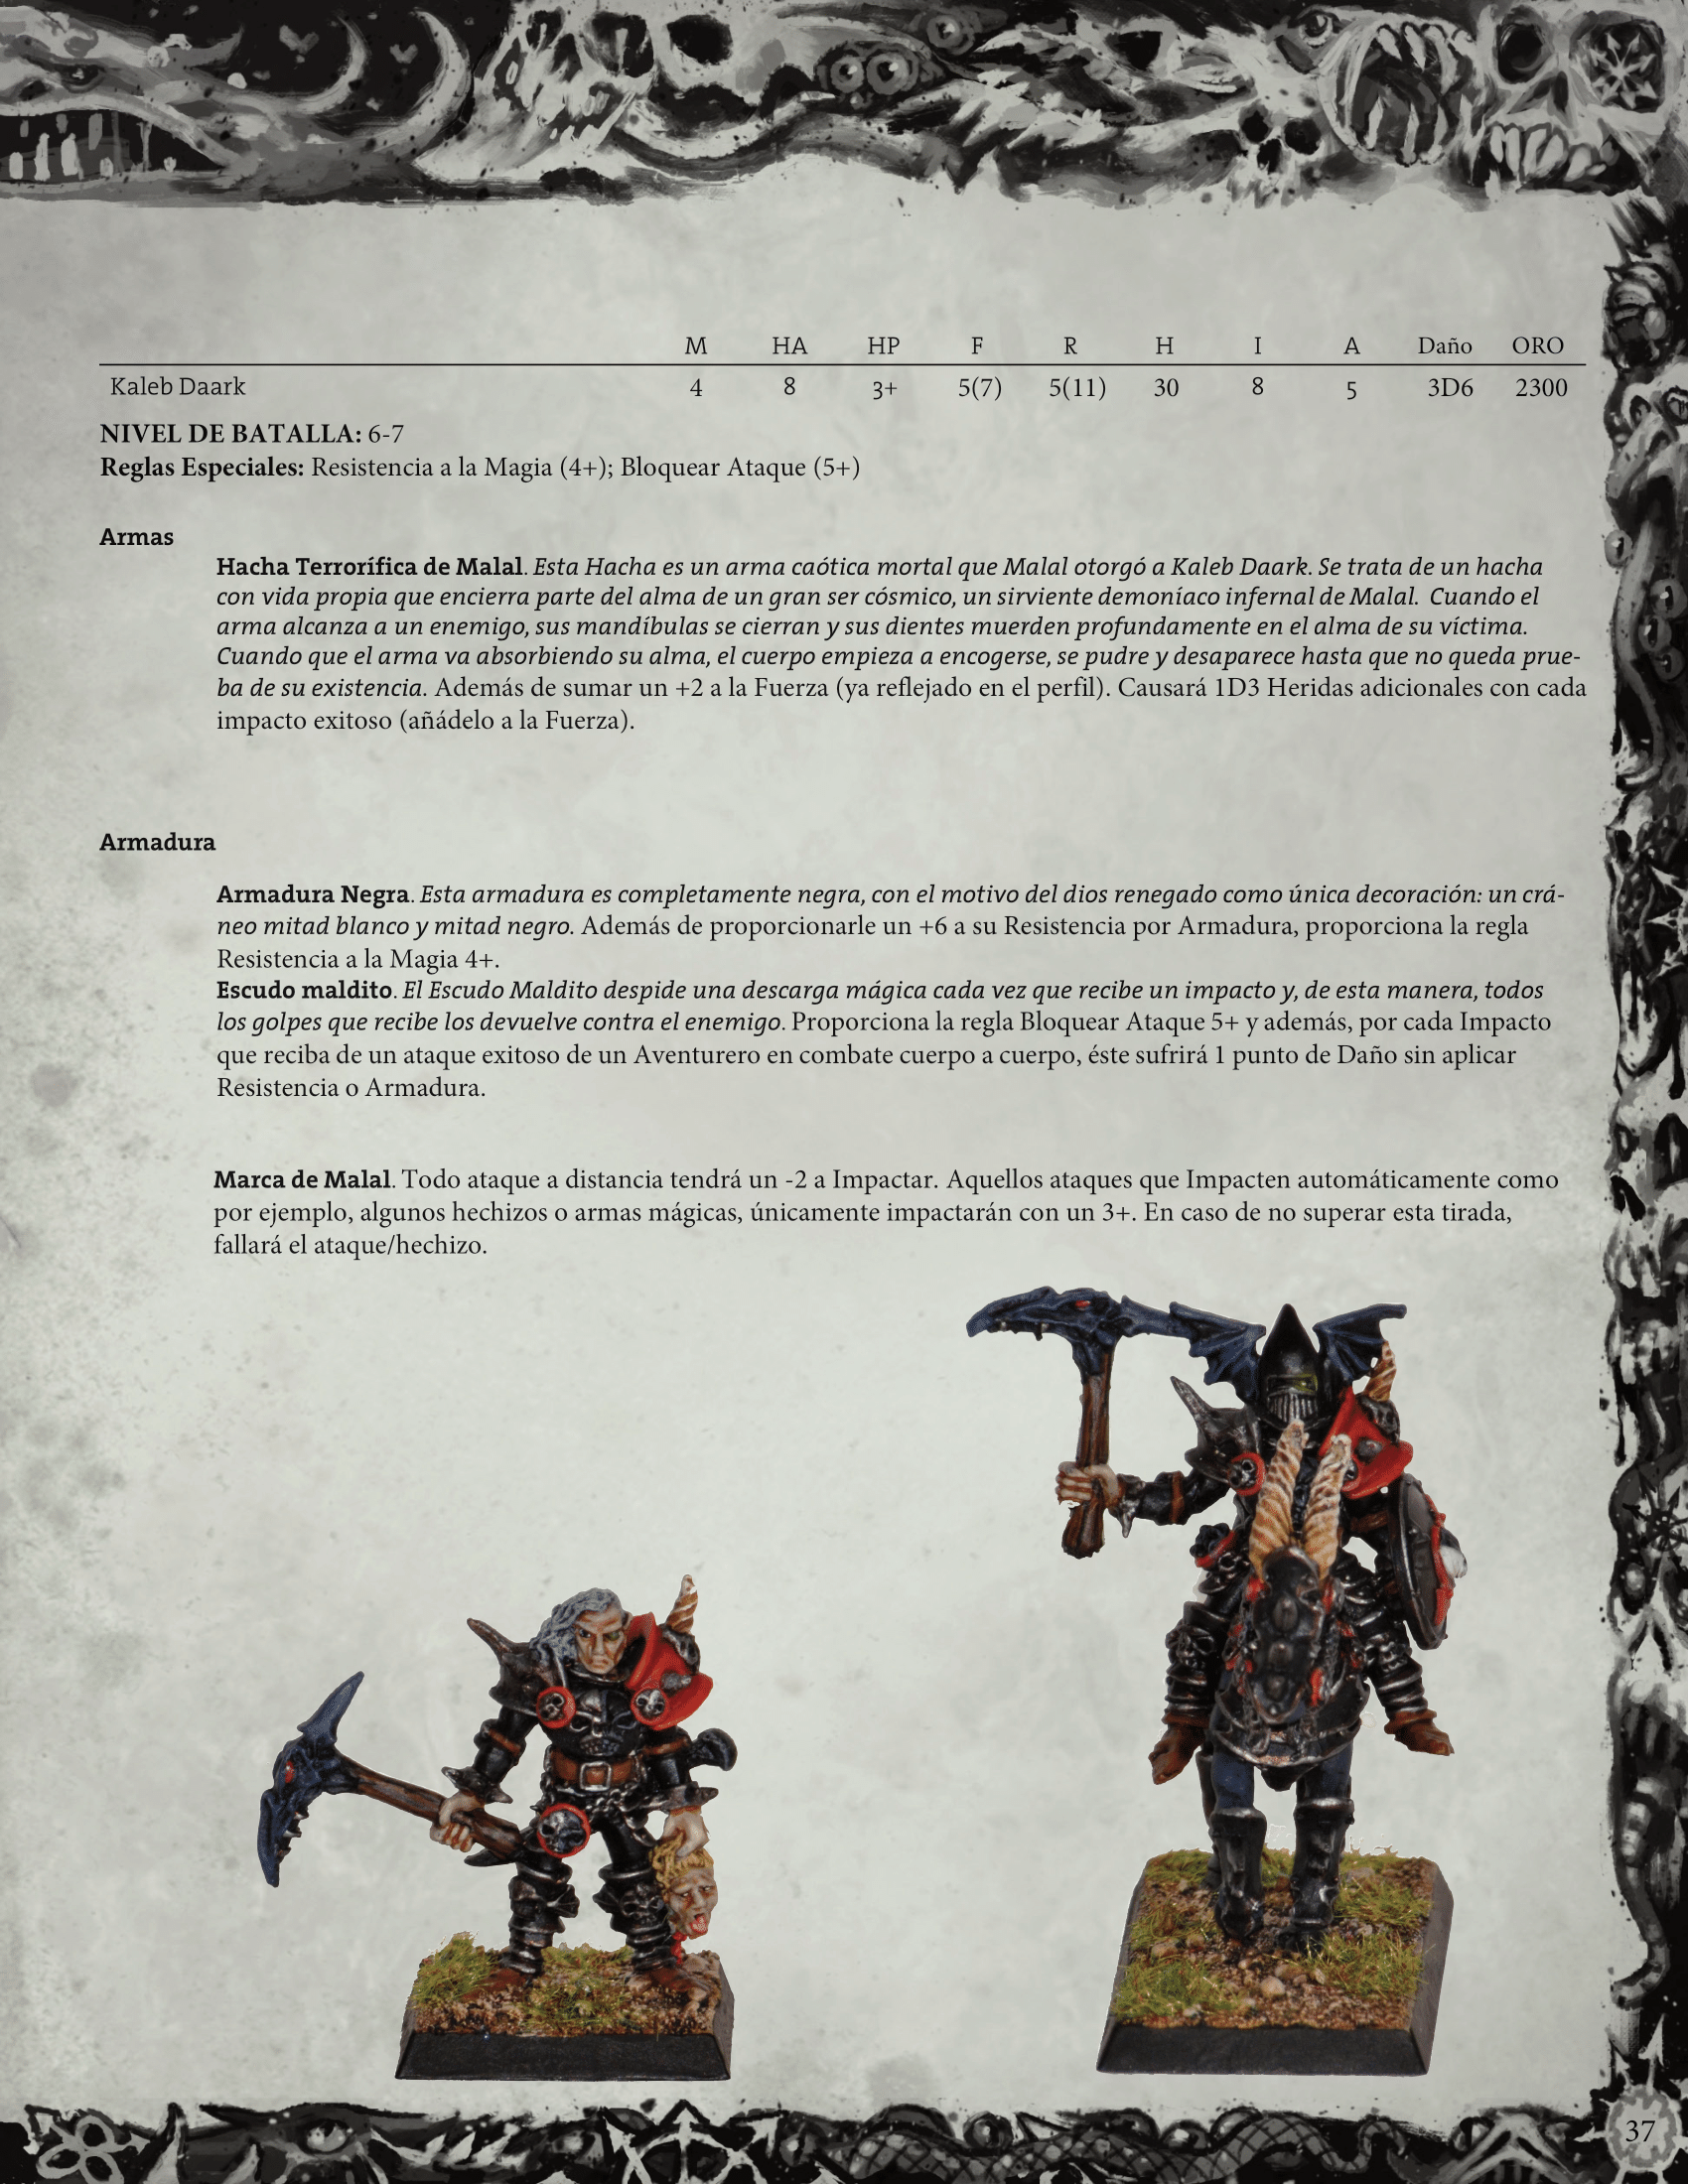 M HA HP F R H I A Daño ORO
Kaleb Daark 4 8 3+ 5(7) 5(11) 30 8 5 3D6 2300
NIVEL DE BATALLA: 6-7
Reglas Especiales: Resistencia a la Magia (4+); Bloquear Ataque (5+)
Armas
Hacha Terrorífica de Malal. Esta Hacha es un arma caótica mortal que Malal otorgó a Kaleb Daark. Se trata de un hacha
con vida propia que encierra parte del alma de un gran ser cósmico, un sirviente demoníaco infernal de Malal.  Cuando el
arma alcanza a un enemigo, sus mandíbulas se cierran y sus dientes muerden profundamente en el alma de su víctima.
Cuando que el arma va absorbiendo su alma, el cuerpo empieza a encogerse, se pudre y desaparece hasta que no queda prue-
ba de su existencia. Además de sumar un +2 a la Fuerza (ya reflejado en el perfil). Causará 1D3 Heridas adicionales con cada
impacto exitoso (añádelo a la Fuerza).
Armadura
Armadura Negra. Esta armadura es completamente negra, con el motivo del dios renegado como única decoración: un crá-
neo mitad blanco y mitad negro. Además de proporcionarle un +6 a su Resistencia por Armadura, proporciona la regla
Resistencia a la Magia 4+.
Escudo maldito. El Escudo Maldito despide una descarga mágica cada vez que recibe un impacto y, de esta manera, todos
los golpes que recibe los devuelve contra el enemigo. Proporciona la regla Bloquear Ataque 5+ y además, por cada Impacto
que reciba de un ataque exitoso de un Aventurero en combate cuerpo a cuerpo, éste sufrirá 1 punto de Daño sin aplicar
Resistencia o Armadura.
Marca de Malal. Todo ataque a distancia tendrá un -2 a Impactar. Aquellos ataques que Impacten automáticamente como
por ejemplo, algunos hechizos o armas mágicas, únicamente impactarán con un 3+. En caso de no superar esta tirada,
fallará el ataque/hechizo.
37